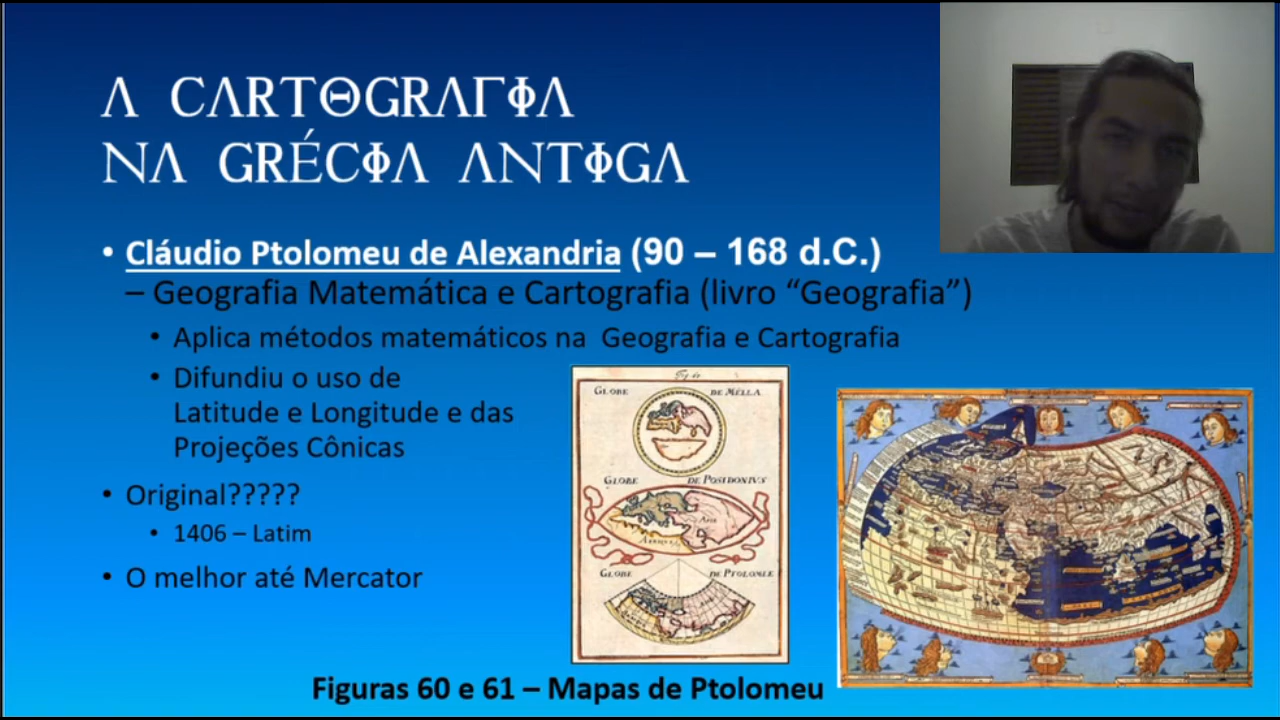 A CARTOGRAFIA
NA GRÉCIA ANTIGA
• Cláudio Ptolomeu de Alexandria (90 – 168 d.C.)
– Geografia Matemática e Cartografia (livro “Geografia”)
• Aplica métodos matemáticos na Geografia e Cartografia
• Difundiu o uso de
Latitude e Longitude e das
Projeções Cônicas
• Original?????
• 1406 – Latim
• O melhor até Mercator
GLOBE DE MELLA
GLOBE DE POSIDONIUS
Asie
GLOBE DE PTOLOMEE
Figuras 60 e 61 – Mapas de Ptolomeu